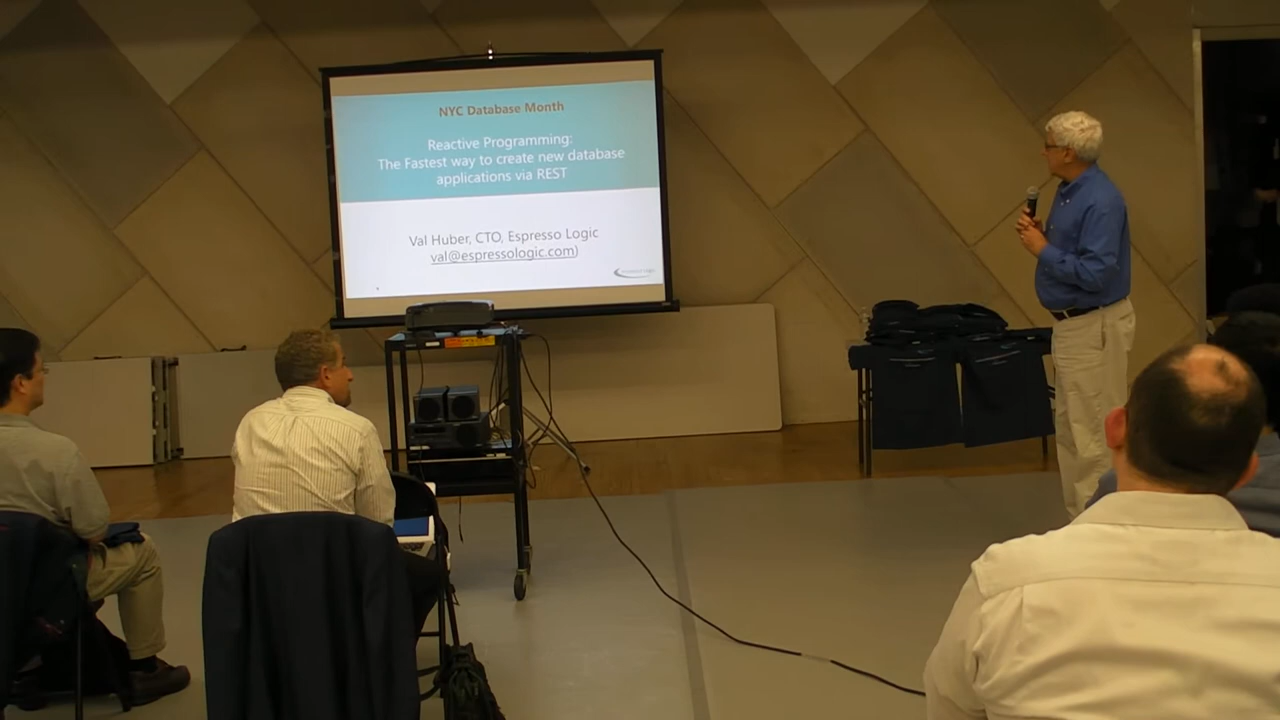 NYC Database Month
Reactive Programming:
The Fastest way to create new database
applications via REST
Val Huber, CTO, Espresso Logic
val@espressologic.com)